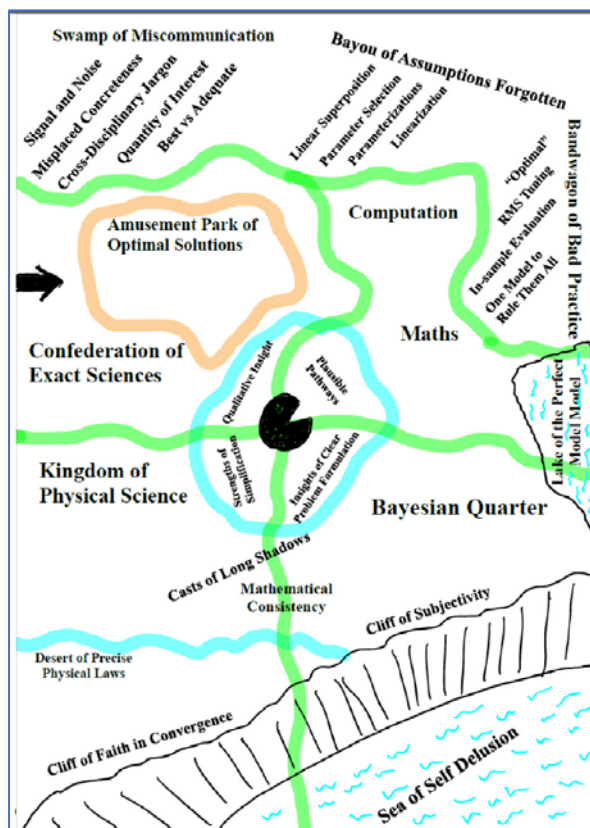 Swamp of Miscommunication
Signal and Noise
Misplaced Concreteness
Cross-Disciplinary Jargon
Quantity of Interest
Best vs Adequate
Bayou of Assumptions Forgotten
Linear Superposition
Parameter Selection
Parameterizations
Linearization
Bandwagon of Bad Practice
"Optimal"
RMS Tuning
In-sample Evaluation
One Model to
Rule Them All
Amusement Park of
Optimal Solutions
Computation
Maths
Confederation of
Exact Sciences
Qualitative Insight
Plausible
Pathways
Lake of the Perfect
Model Model
Kingdom of
Physical Science
Strengths of
Simplification
Insights of Clear
Problem Formulation
Bayesian Quarter
Casts of Long Shadows
Mathematical
Consistency
Cliff of Subjectivity
Desert of Precise
Physical Laws
Cliff of Faith in Convergence
Sea of Self Delusion